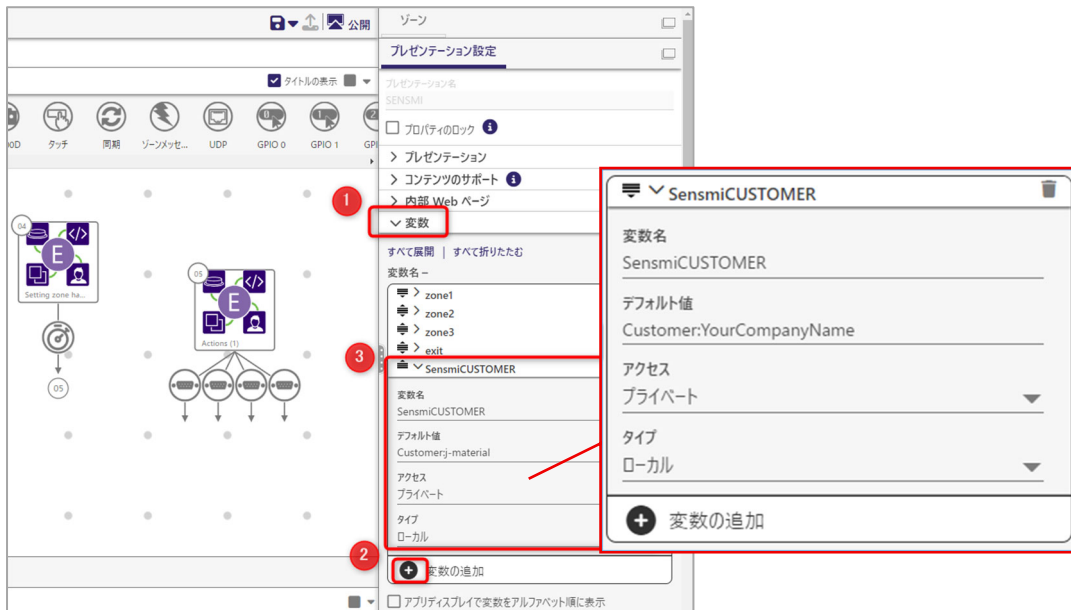 公開
タイトルの表示
00D
タッチ
同期
ゾーンメッセ...
UDP
GPIO 0
GPIO 1
GPI
04
E
Setting zone ha...
05
05
E
Actions (1)
ゾーン
プレゼンテーション設定
プレゼンテーション名
SENSMI
プロパティのロック
プレゼンテーション
コンテンツのサポート
内部 Web ページ
1
変数
すべて展開 | すべて折りたたむ
変数名 –
zone1
zone2
zone3
exit
3
SensmiCUSTOMER
変数名
SensmiCUSTOMER
デフォルト値
Customer:j-material
アクセス
プライベート
タイプ
ローカル
2
変数の追加
アプリディスプレイで変数をアルファベット順に表示
SensmiCUSTOMER
変数名
SensmiCUSTOMER
デフォルト値
Customer:YourCompanyName
アクセス
プライベート
タイプ
ローカル
変数の追加